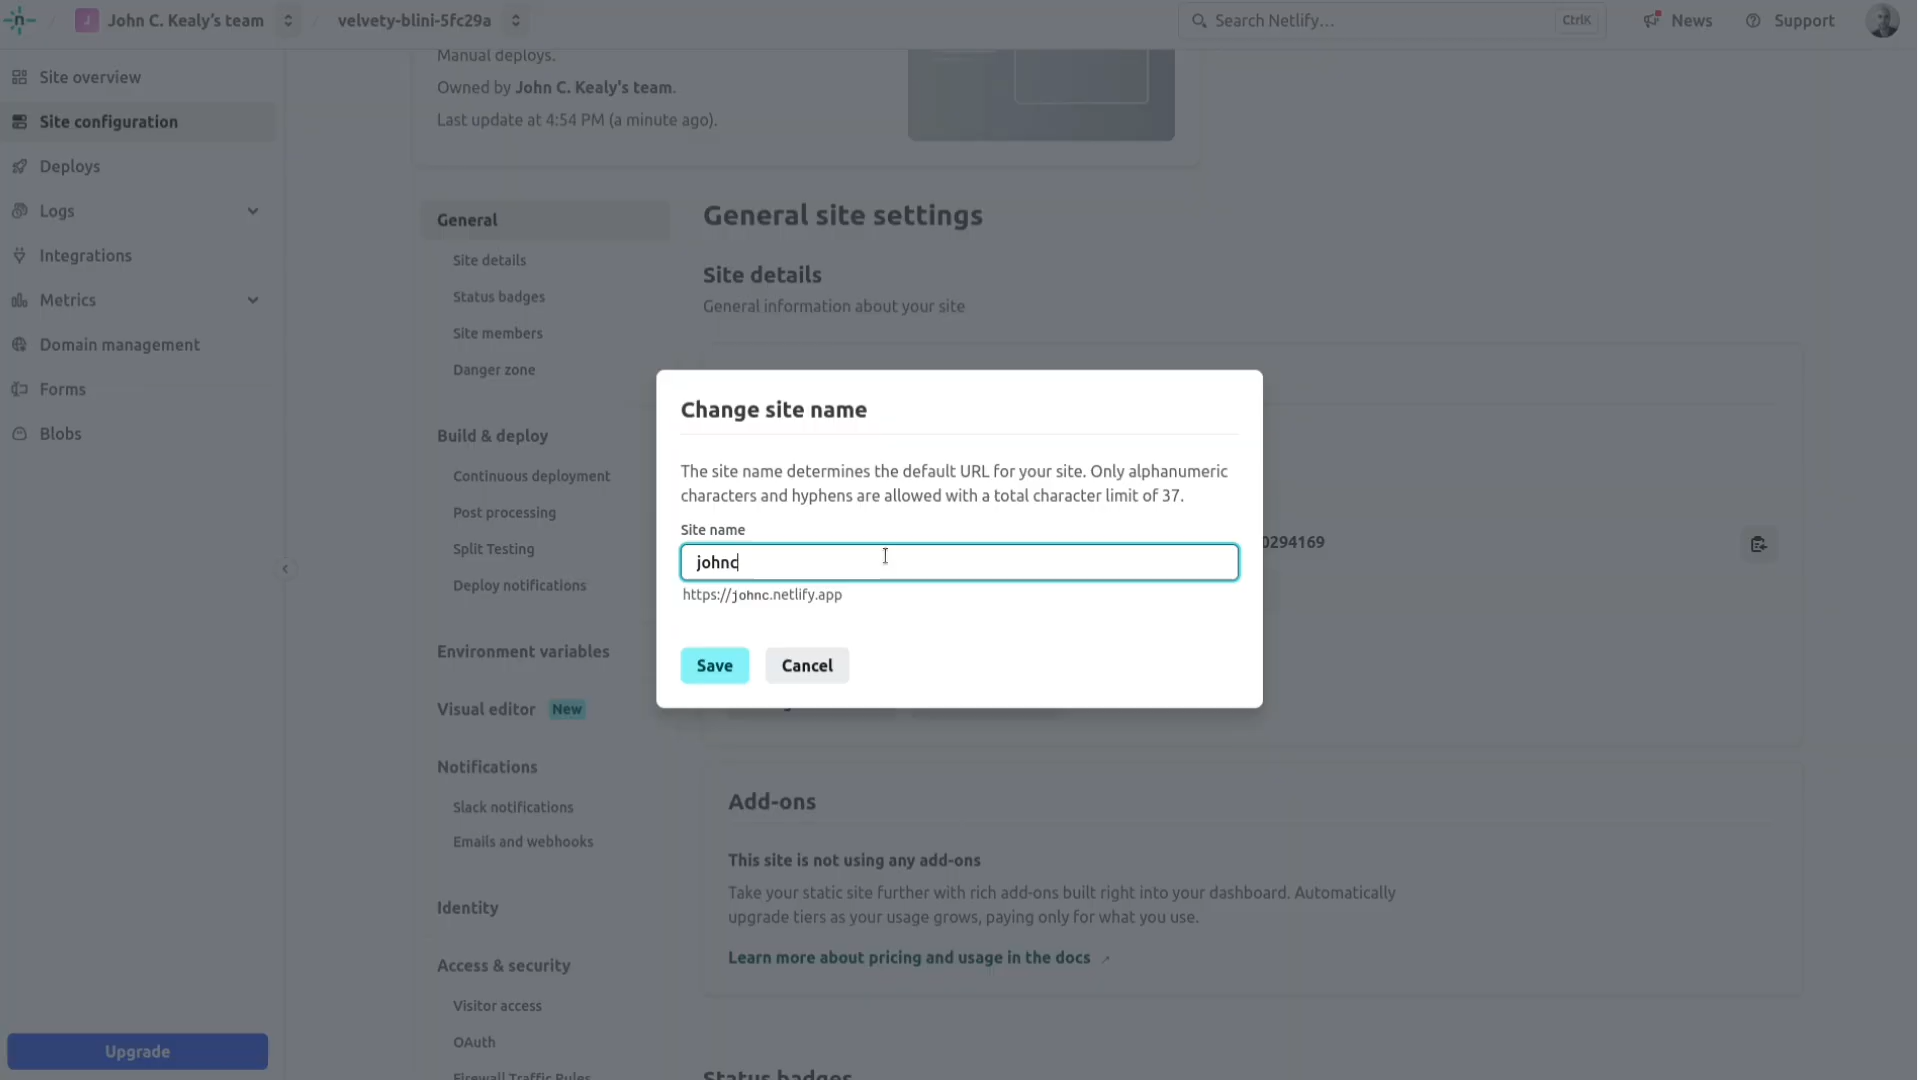 J John C. Kealy's team / velvety-blini-5fc29a
Search Netlify... CtrlK
News
Support
Site overview
Site configuration
Deploys
Logs
Integrations
Metrics
Domain management
Forms
Blobs
Upgrade
Manual deploys.
Owned by John C. Kealy's team.
Last update at 4:54 PM (a minute ago).
General
Site details
Status badges
Site members
Danger zone
Build & deploy
Continuous deployment
Post processing
Split Testing
Deploy notifications
Environment variables
Visual editor New
Notifications
Slack notifications
Emails and webhooks
Identity
Access & security
Visitor access
OAuth
Firewall Traffic Rules
General site settings
Site details
General information about your site
0294169
Change site name
The site name determines the default URL for your site. Only alphanumeric
characters and hyphens are allowed with a total character limit of 37.
Site name
johnc
https://johnc.netlify.app
Save
Cancel
Add-ons
This site is not using any add-ons
Take your static site further with rich add-ons built right into your dashboard. Automatically
upgrade tiers as your usage grows, paying only for what you use.
Learn more about pricing and usage in the docs
Status badges